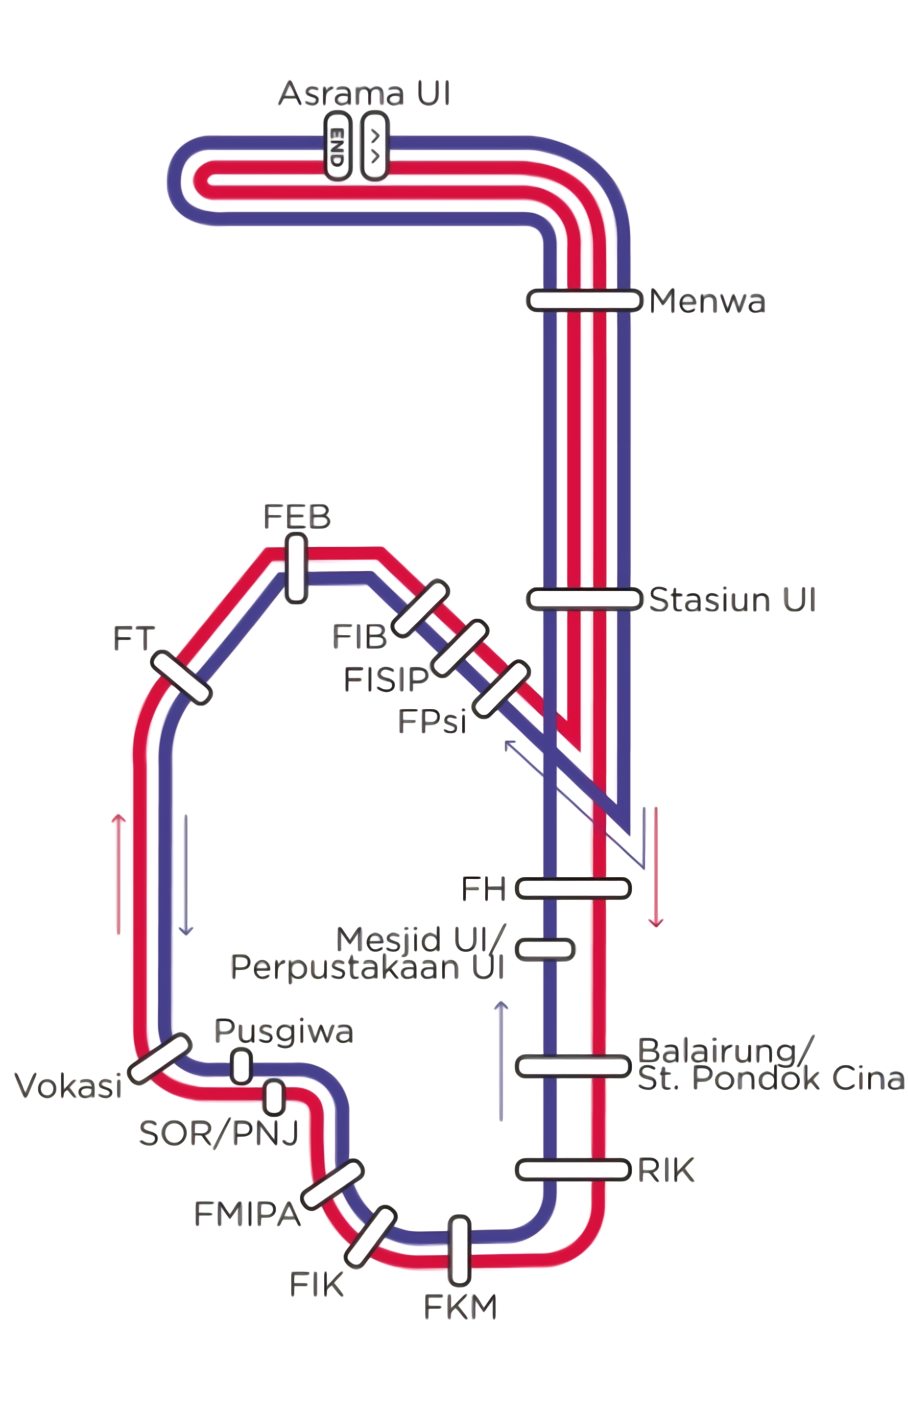 Asrama UI
END
Menwa
FEB
Stasiun UI
FT
FIB
FISIP
FPsi
FH
Mesjid UI/
Perpustakaan UI
Pusgiwa
Balairung/
St. Pondok Cina
Vokasi
SOR/PNJ
RIK
FMIPA
FIK
FKM